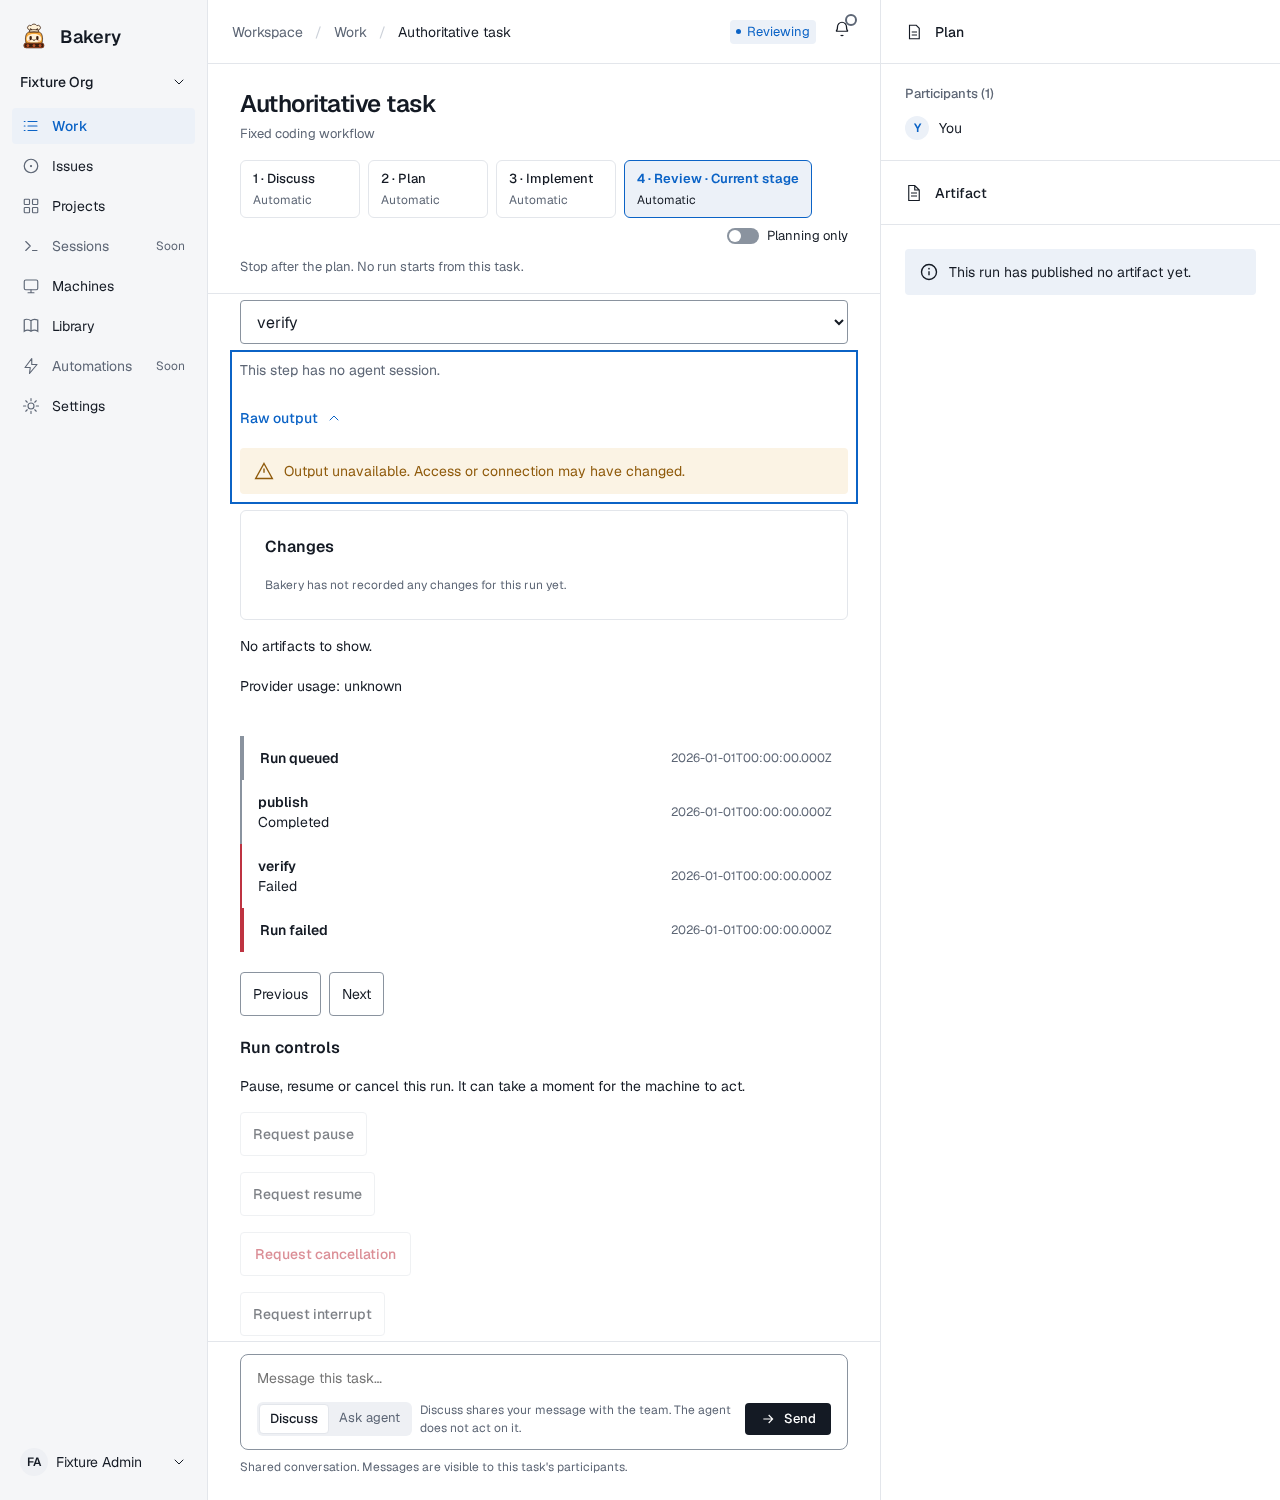 Bakery
Fixture Org
Work
Issues
Projects
Sessions Soon
Machines
Library
Automations Soon
Settings
FA Fixture Admin
Workspace / Work / Authoritative task
Reviewing
Authoritative task
Fixed coding workflow
1 · Discuss
Automatic
2 · Plan
Automatic
3 · Implement
Automatic
4 · Review · Current stage
Automatic
Planning only
Stop after the plan. No run starts from this task.
verify
This step has no agent session.
Raw output
Output unavailable. Access or connection may have changed.
Changes
Bakery has not recorded any changes for this run yet.
No artifacts to show.
Provider usage: unknown
Run queued 2026-01-01T00:00:00.000Z
publish
Completed
2026-01-01T00:00:00.000Z
verify
Failed
2026-01-01T00:00:00.000Z
Run failed 2026-01-01T00:00:00.000Z
Previous Next
Run controls
Pause, resume or cancel this run. It can take a moment for the machine to act.
Request pause
Request resume
Request cancellation
Request interrupt
Message this task...
Discuss Ask agent
Discuss shares your message with the team. The agent
does not act on it.
Send
Shared conversation. Messages are visible to this task's participants.
Plan
Participants (1)
Y You
Artifact
This run has published no artifact yet.